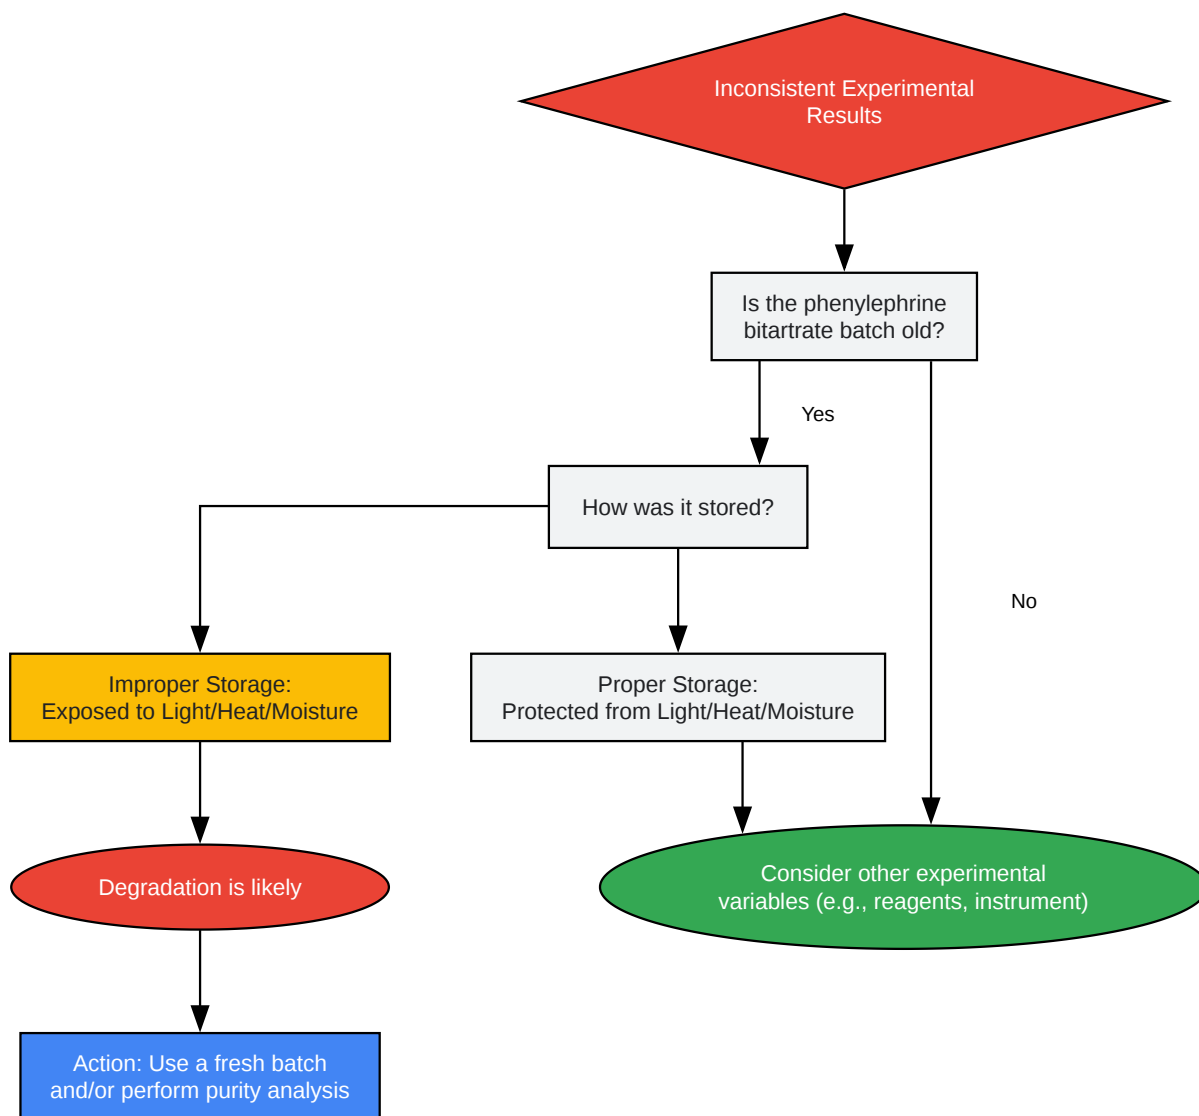 Inconsistent Experimental
Results
Is the phenylephrine
bitartrate batch old?
Yes
How was it stored?
No
Improper Storage:
Exposed to Light/Heat/Moisture
Proper Storage:
Protected from Light/Heat/Moisture
Degradation is likely
Consider other experimental
variables (e.g., reagents, instrument)
Action: Use a fresh batch
and/or perform purity analysis